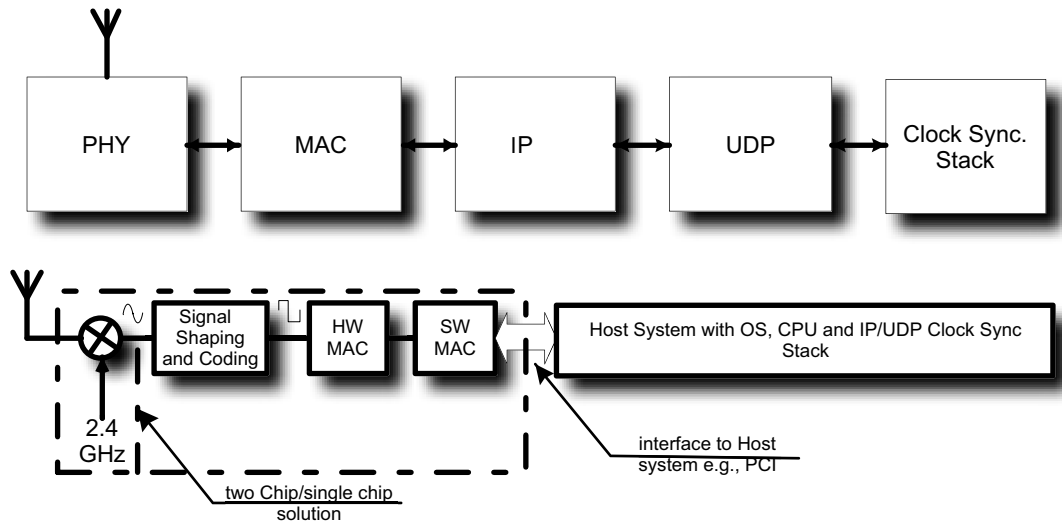 PHY
MAC
IP
UDP
Clock Sync.
Stack
Signal
Shaping
and Coding
HW
MAC
SW
MAC
Host System with OS, CPU and IP/UDP Clock Sync
Stack
2.4
GHz
interface to Host
system e.g., PCI
two Chip/single chip
solution